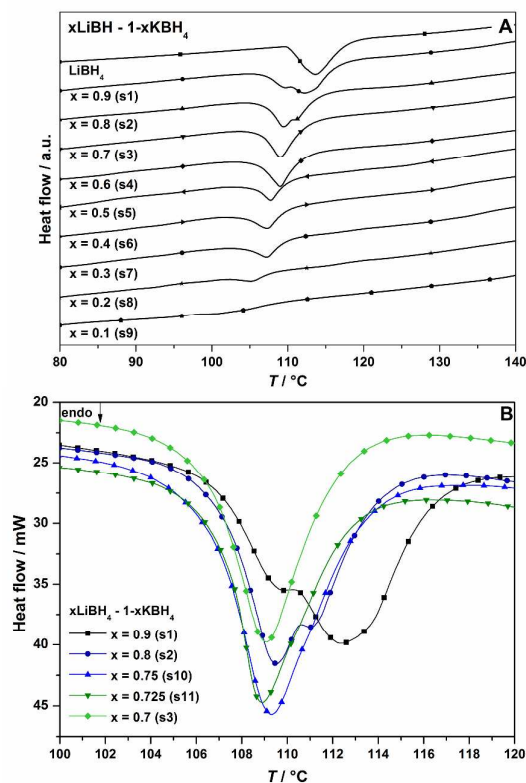 xLiBH - 1-xKBH₄
A
LiBH₄
x = 0.9 (s1)
x = 0.8 (s2)
x = 0.7 (s3)
x = 0.6 (s4)
x = 0.5 (s5)
x = 0.4 (s6)
x = 0.3 (s7)
x = 0.2 (s8)
x = 0.1 (s9)
Heat flow / a.u.
80 90 100 110 120 130 140
T / °C
endo
B
20
25
30
35
40
45
Heat flow / mW
xLiBH₄ - 1-xKBH₄
x = 0.9 (s1)
x = 0.8 (s2)
x = 0.75 (s10)
x = 0.725 (s11)
x = 0.7 (s3)
100 102 104 106 108 110 112 114 116 118 120
T / °C